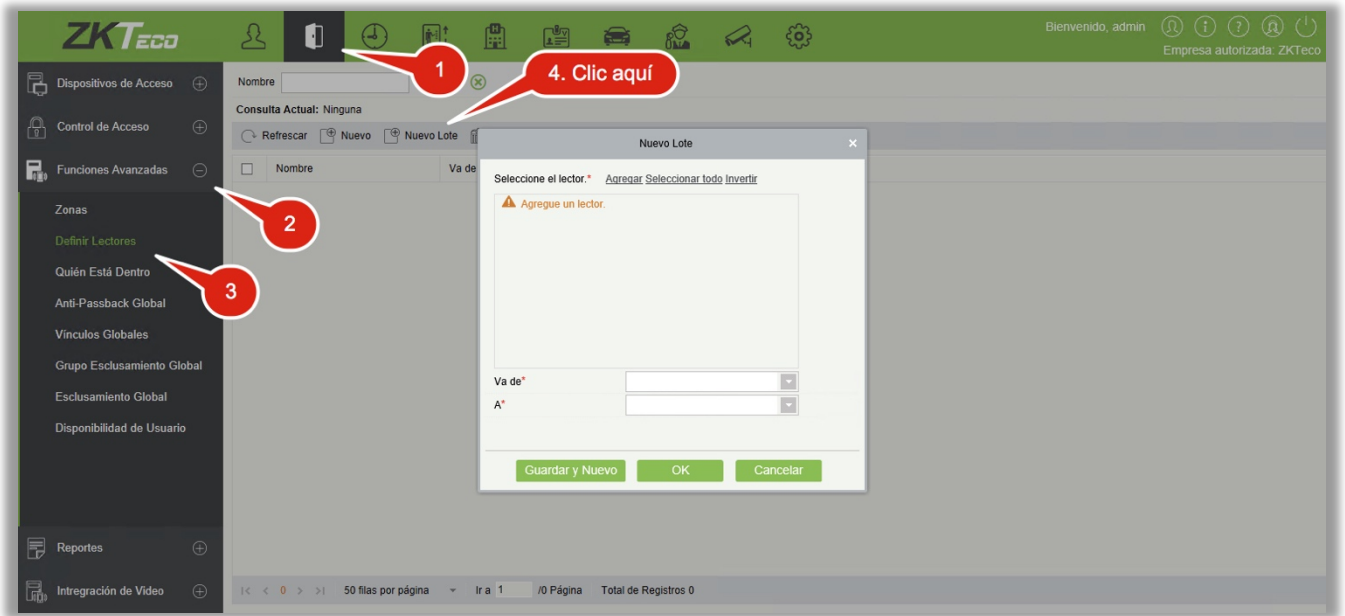 ZKTeco
Bienvenido, admin
Empresa autorizada: ZKTeco
1
4. Clic aquí
Dispositivos de Acceso
Control de Acceso
Funciones Avanzadas
2
Zonas
Definir Lectores
3
Quién Está Dentro
Anti-Passback Global
Vínculos Globales
Grupo Esclusamiento Global
Esclusamiento Global
Disponibilidad de Usuario
Reportes
Intregración de Video
Nombre
Consulta Actual: Ninguna
Refrescar Nuevo Nuevo Lote
Nombre Va de
Nuevo Lote
Seleccione el lector.* Agregar Seleccionar todo Invertir
Agregue un lector.
Va de*
A*
Guardar y Nuevo OK Cancelar
|< < 0 > >| 50 filas por página Ir a 1 /0 Página Total de Registros 0